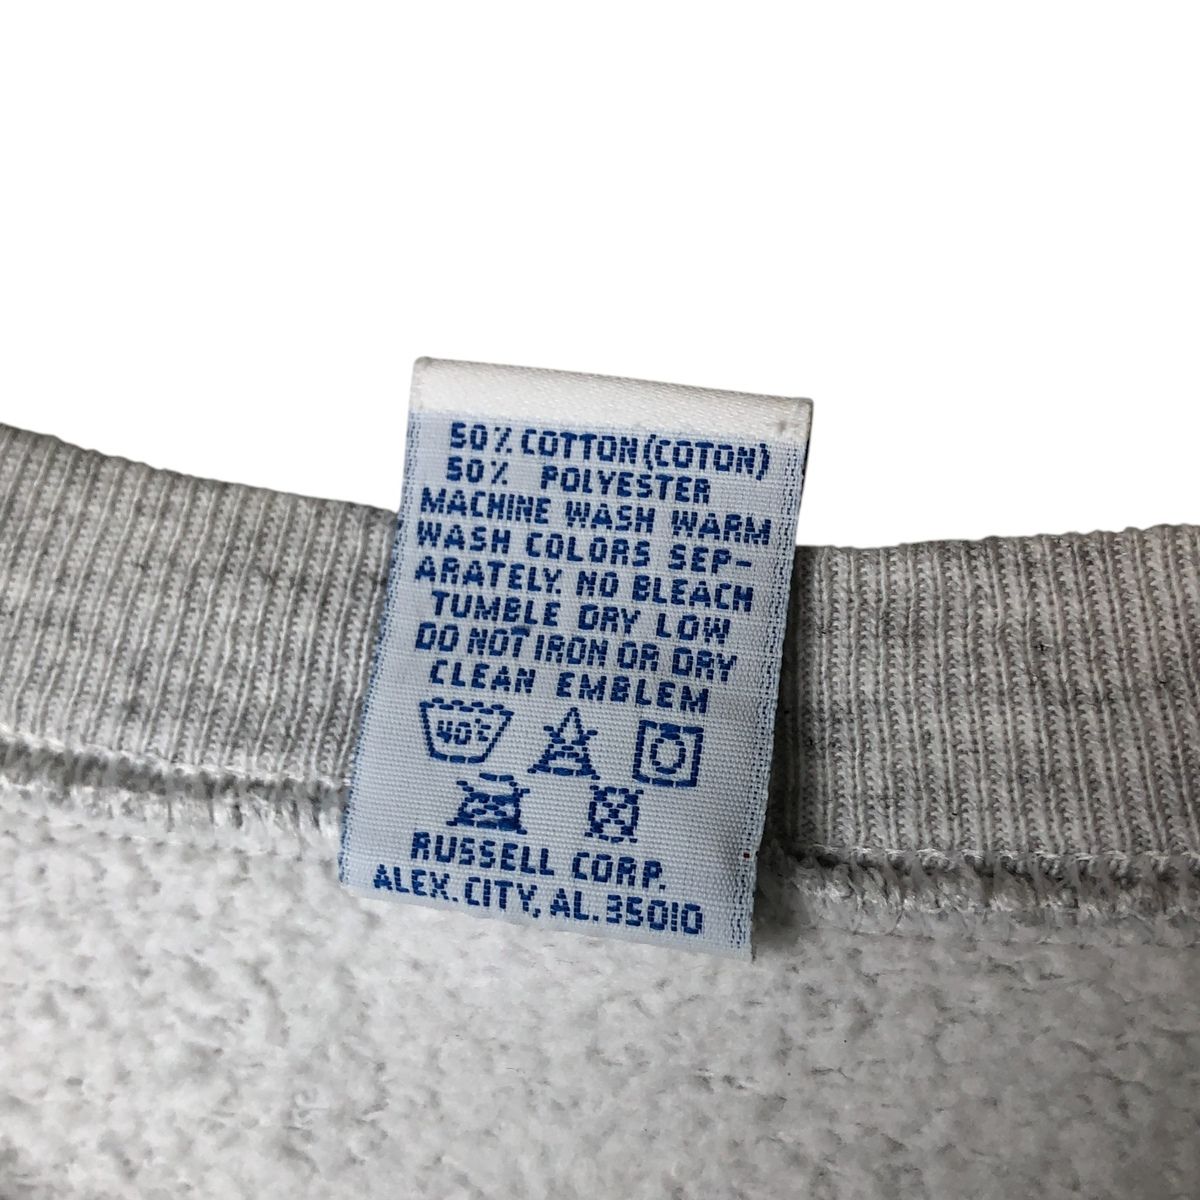 50% COTTON (COTON)
50% POLYESTER
MACHINE WASH WARM
WASH COLORS SEP-
ARATELY. NO BLEACH
TUMBLE DRY LOW
DO NOT IRON OR DRY
CLEAN EMBLEM
40°C
RUSSELL CORP.
ALEX. CITY, AL. 35010